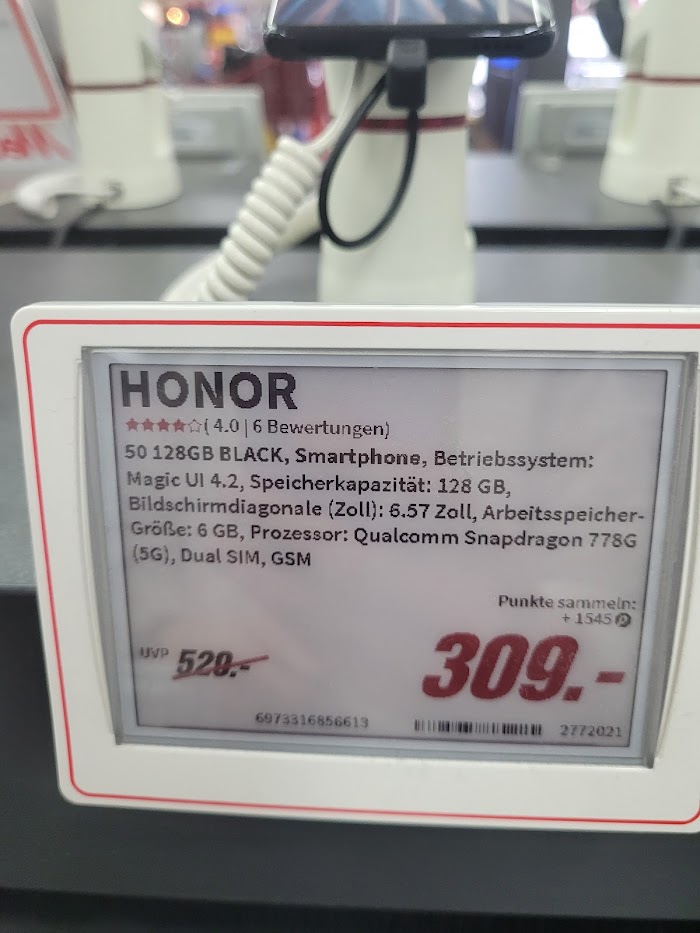 HONOR
★★★★☆( 4.0 | 6 Bewertungen)
50 128GB BLACK, Smartphone, Betriebssystem:
Magic UI 4.2, Speicherkapazität: 128 GB,
Bildschirmdiagonale (Zoll): 6.57 Zoll, Arbeitsspeicher-
Größe: 6 GB, Prozessor: Qualcomm Snapdragon 778G
(5G), Dual SIM, GSM
Punkte sammeln:
+ 1545
UVP 529.-
309.-
6973316856613
2772021